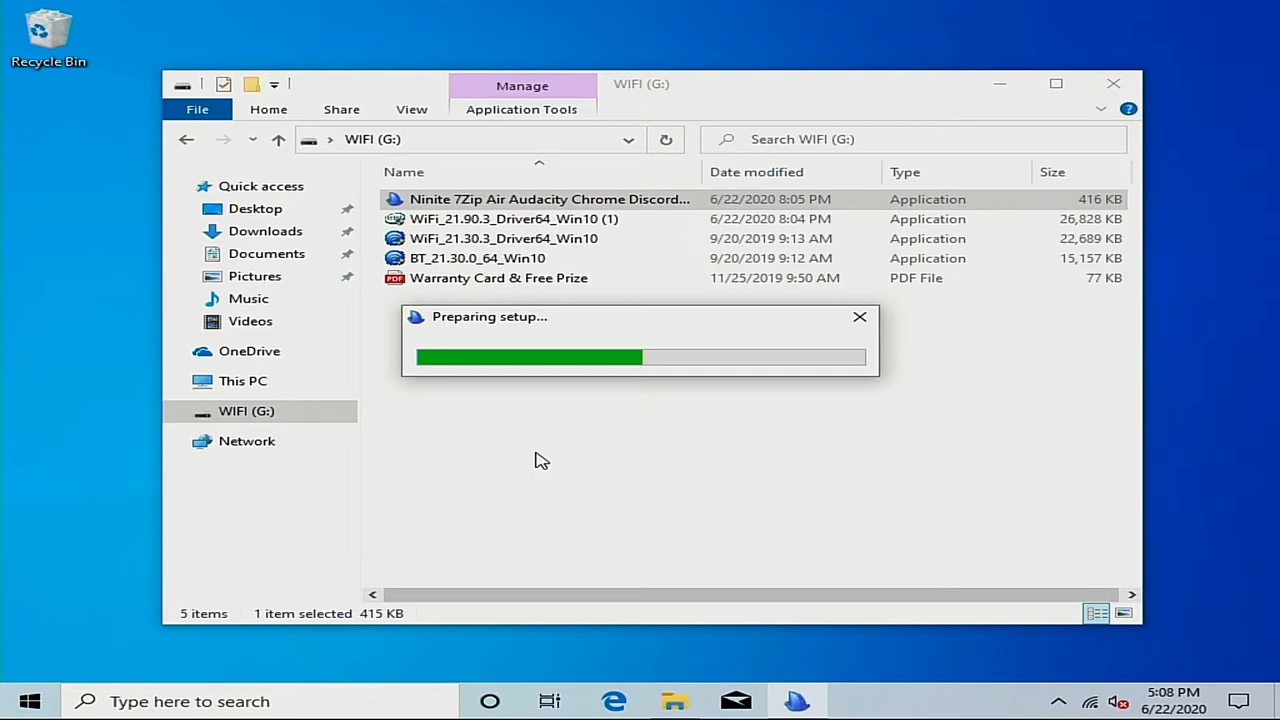 Recycle Bin
Manage
WIFI (G:)
File
Home
Share
View
Application Tools
WIFI (G:)
Search WIFI (G:)
Name
Date modified
Type
Size
Quick access
Desktop
Downloads
Documents
Pictures
Music
Videos
OneDrive
This PC
WIFI (G:)
Network
Ninite 7Zip Air Audacity Chrome Discord... 6/22/2020 8:05 PM Application 416 KB
WiFi_21.90.3_Driver64_Win10 (1) 6/22/2020 8:04 PM Application 26,828 KB
WiFi_21.30.3_Driver64_Win10 9/20/2019 9:13 AM Application 22,689 KB
BT_21.30.0_64_Win10 9/20/2019 9:12 AM Application 15,157 KB
PDF Warranty Card & Free Prize 11/25/2019 9:50 AM PDF File 77 KB
Preparing setup...
5 items 1 item selected 415 KB
Type here to search
5:08 PM
6/22/2020